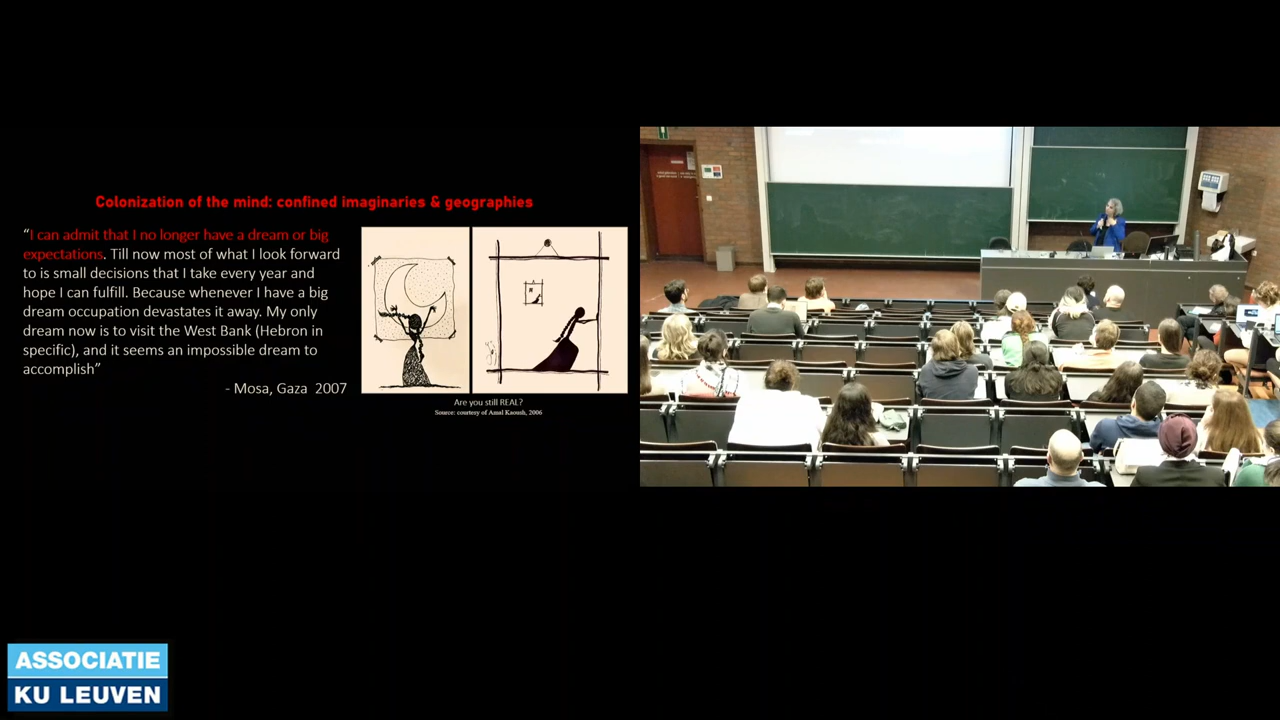 Colonization of the mind: confined imaginaries & geographies
“I can admit that I no longer have a dream or big
expectations. Till now most of what I look forward
to is small decisions that I take every year and
hope I can fulfill. Because whenever I have a big
dream occupation devastates it away. My only
dream now is to visit the West Bank (Hebron in
specific), and it seems an impossible dream to
accomplish”
- Mosa, Gaza 2007
Are you still REAL?
Source: courtesy of Amal Kaoush, 2006
ASSOCIATIE
KU LEUVEN